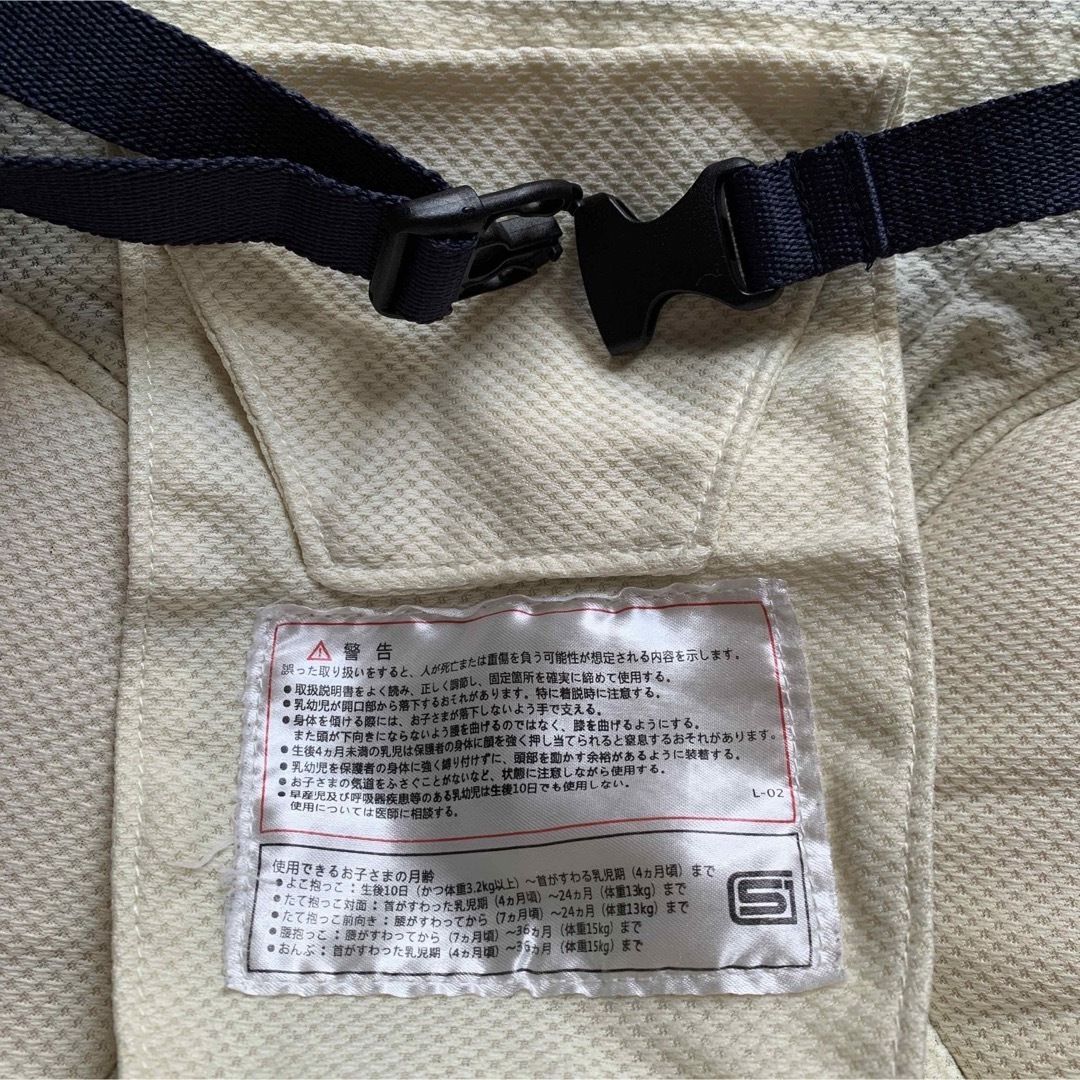 警告
誤った取り扱いをすると、人が死亡または重傷を負う可能性が想定される内容を示します。
●取扱説明書をよく読み、正しく調節し、固定箇所を確実に締めて使用する。
●乳幼児が開口部から落下するおそれがあります。特に着脱時に注意する。
●身体を傾ける際には、お子さまが落下しないよう手で支える。
また頭が下向きにならないよう腰を曲げるのではなく、膝を曲げるようにする。
●生後4ヵ月未満の乳児は保護者の身体に顔を強く押し当てられると窒息するおそれがあります。
●乳幼児を保護者の身体に強く縛り付けずに、頭部を動かす余裕があるように装着する。
●お子さまの気道をふさぐことがないなど、状態に注意しながら使用する。
●早産児及び呼吸器疾患等のある乳幼児は生後10日でも使用しない。
使用については医師に相談する。
L-02
使用できるお子さまの月齢
●よこ抱っこ：生後10日（かつ体重3.2kg以上）～首がすわる乳児期（4ヵ月頃）まで
●たて抱っこ対面：首がすわった乳児期（4ヵ月頃）～24ヵ月（体重13kg）まで
●たて抱っこ前向き：腰がすわってから（7ヵ月頃）～24ヵ月（体重13kg）まで
●腰抱っこ：腰がすわってから（7ヵ月頃）～36ヵ月（体重15kg）まで
●おんぶ：首がすわった乳児期（4ヵ月頃）～36ヵ月（体重15kg）まで
SG